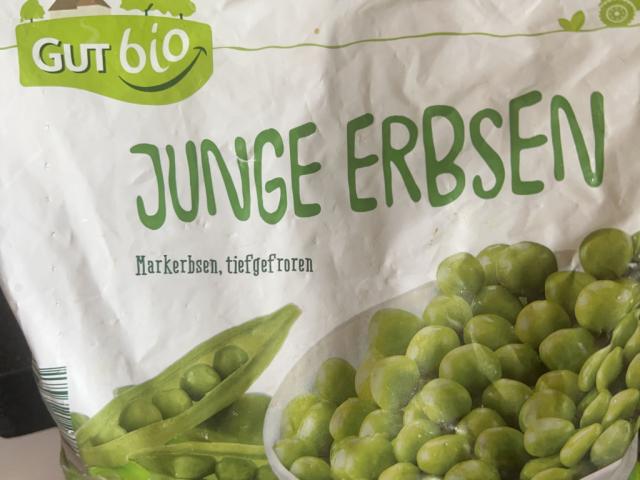 GUT bio
JUNGE ERBSEN
Markerbsen, tiefgefroren